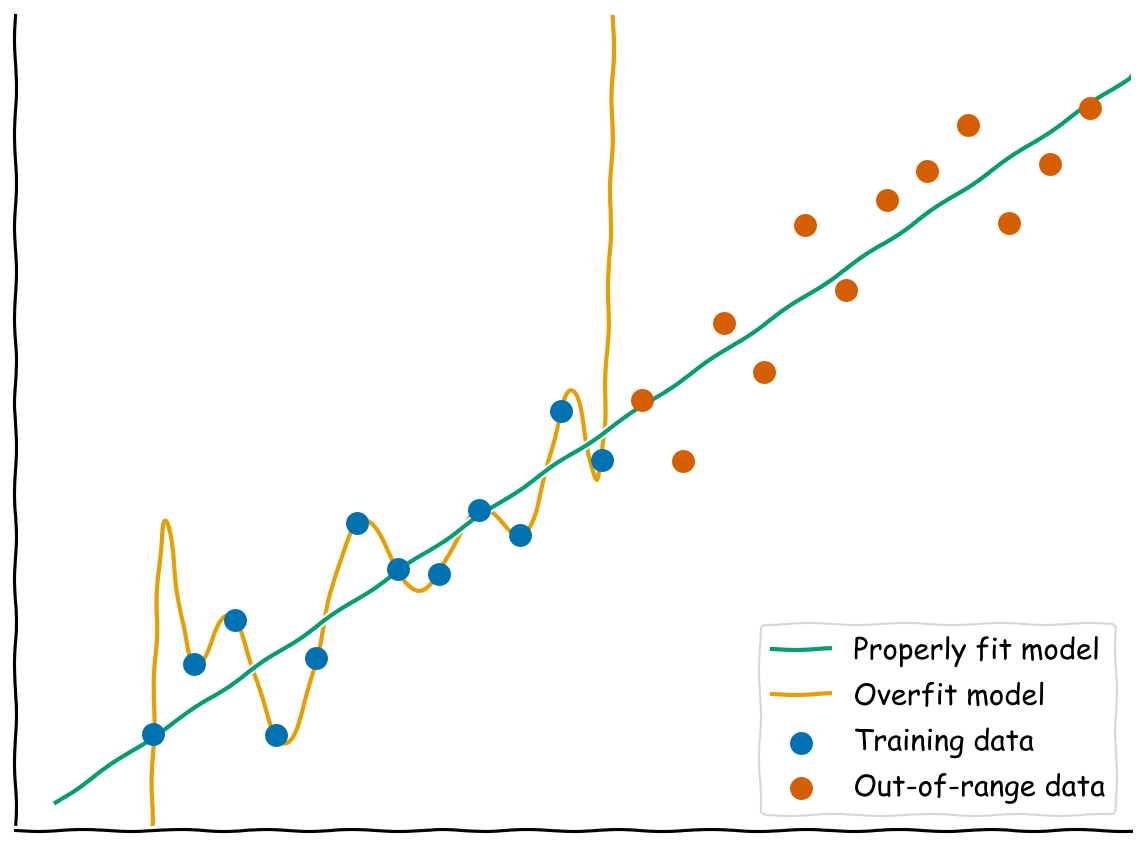 Properly fit model
Overfit model
Training data
Out-of-range data